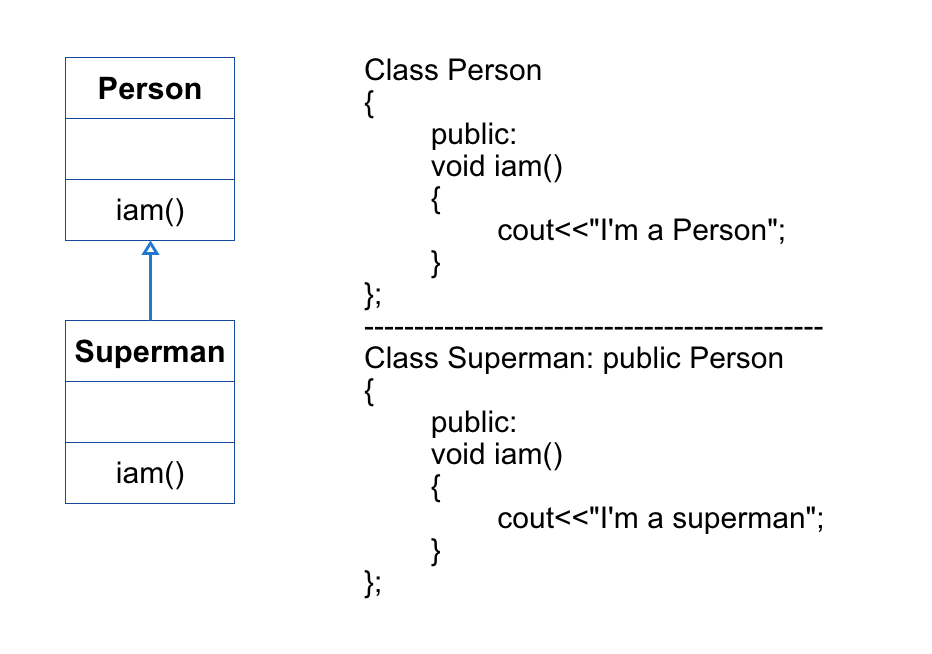 Person
iam()
Superman
iam()
Class Person
{
public:
void iam()
{
cout<<"I'm a Person";
}
};
----------------------------------------------
Class Superman: public Person
{
public:
void iam()
{
cout<<"I'm a superman";
}
};